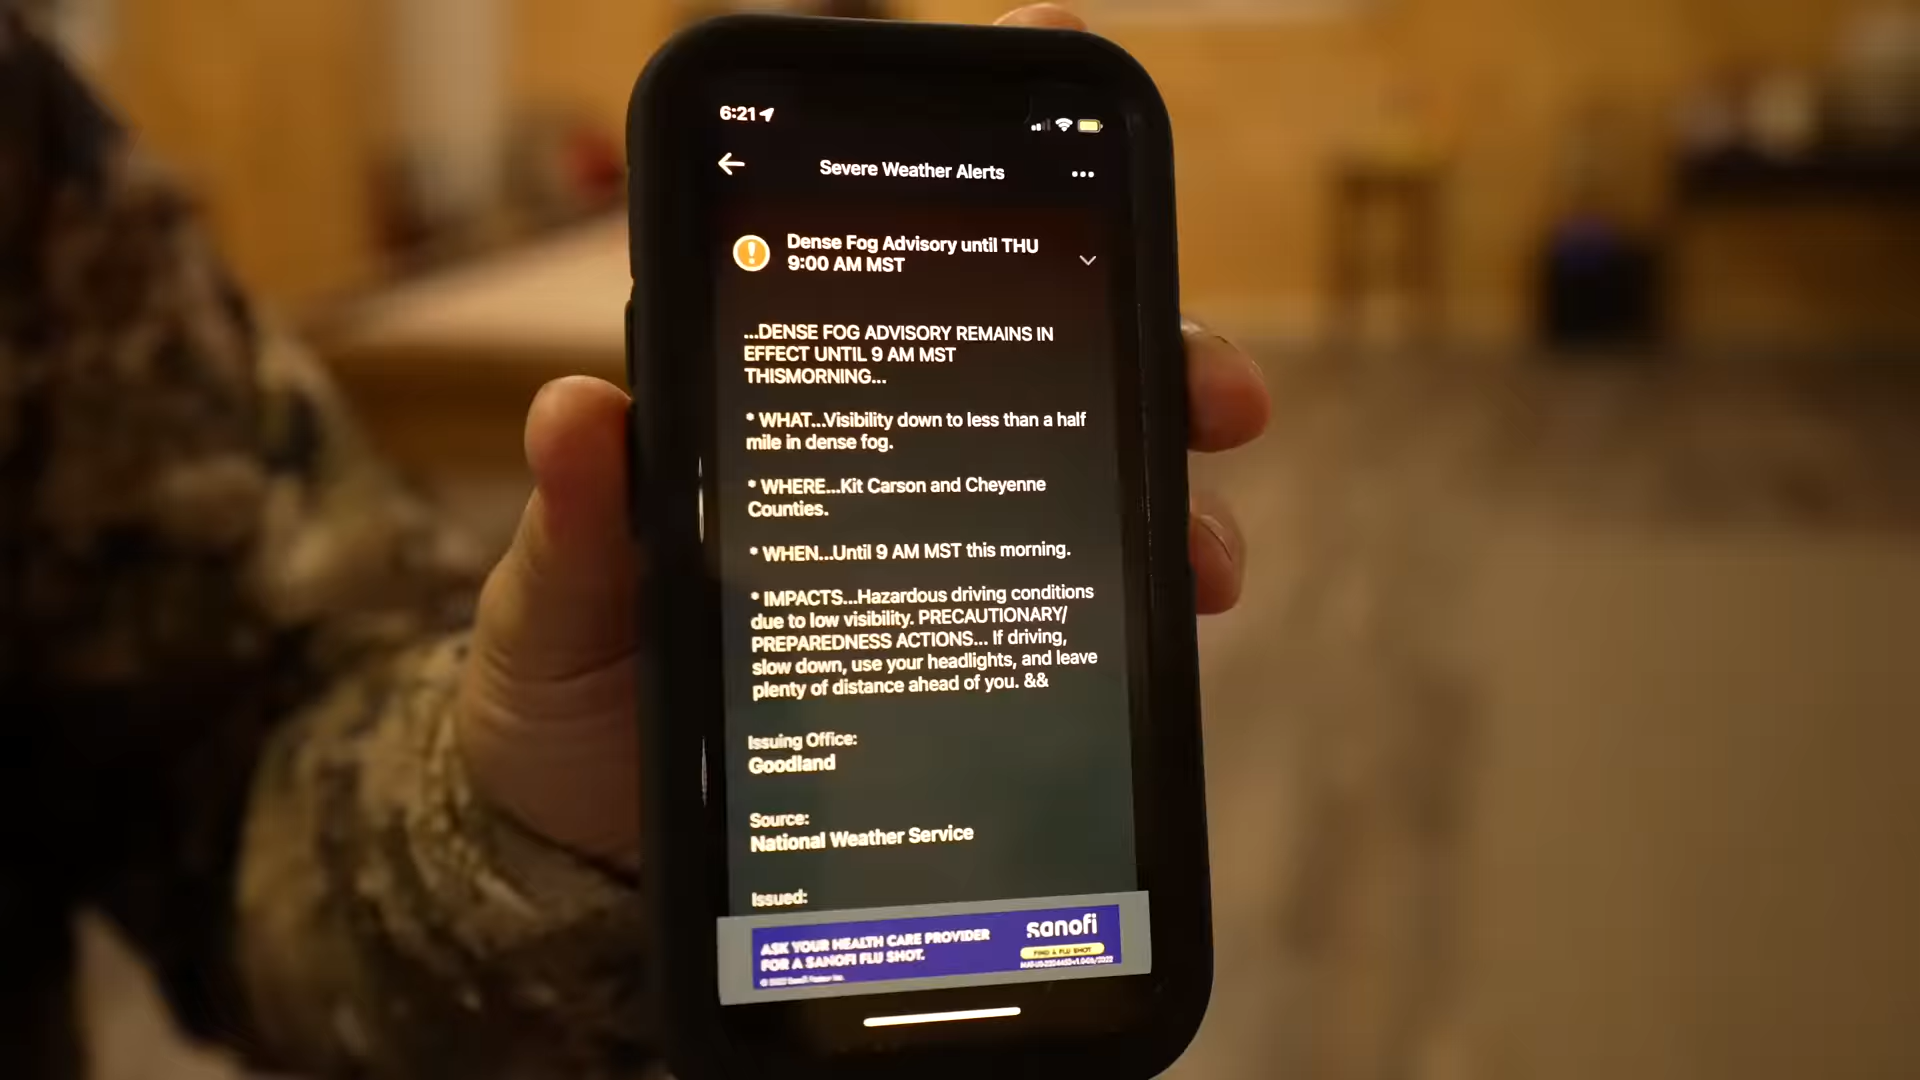 6:21
Severe Weather Alerts
Dense Fog Advisory until THU
9:00 AM MST
...DENSE FOG ADVISORY REMAINS IN
EFFECT UNTIL 9 AM MST
THISMORNING...
* WHAT...Visibility down to less than a half
mile in dense fog.
* WHERE...Kit Carson and Cheyenne
Counties.
* WHEN...Until 9 AM MST this morning.
* IMPACTS...Hazardous driving conditions
due to low visibility. PRECAUTIONARY/
PREPAREDNESS ACTIONS... If driving,
slow down, use your headlights, and leave
plenty of distance ahead of you. &&
Issuing Office:
Goodland
Source:
National Weather Service
Issued:
ASK YOUR HEALTH CARE PROVIDER
FOR A SANOFI FLU SHOT.
sanofi
FIND A FLU SHOT